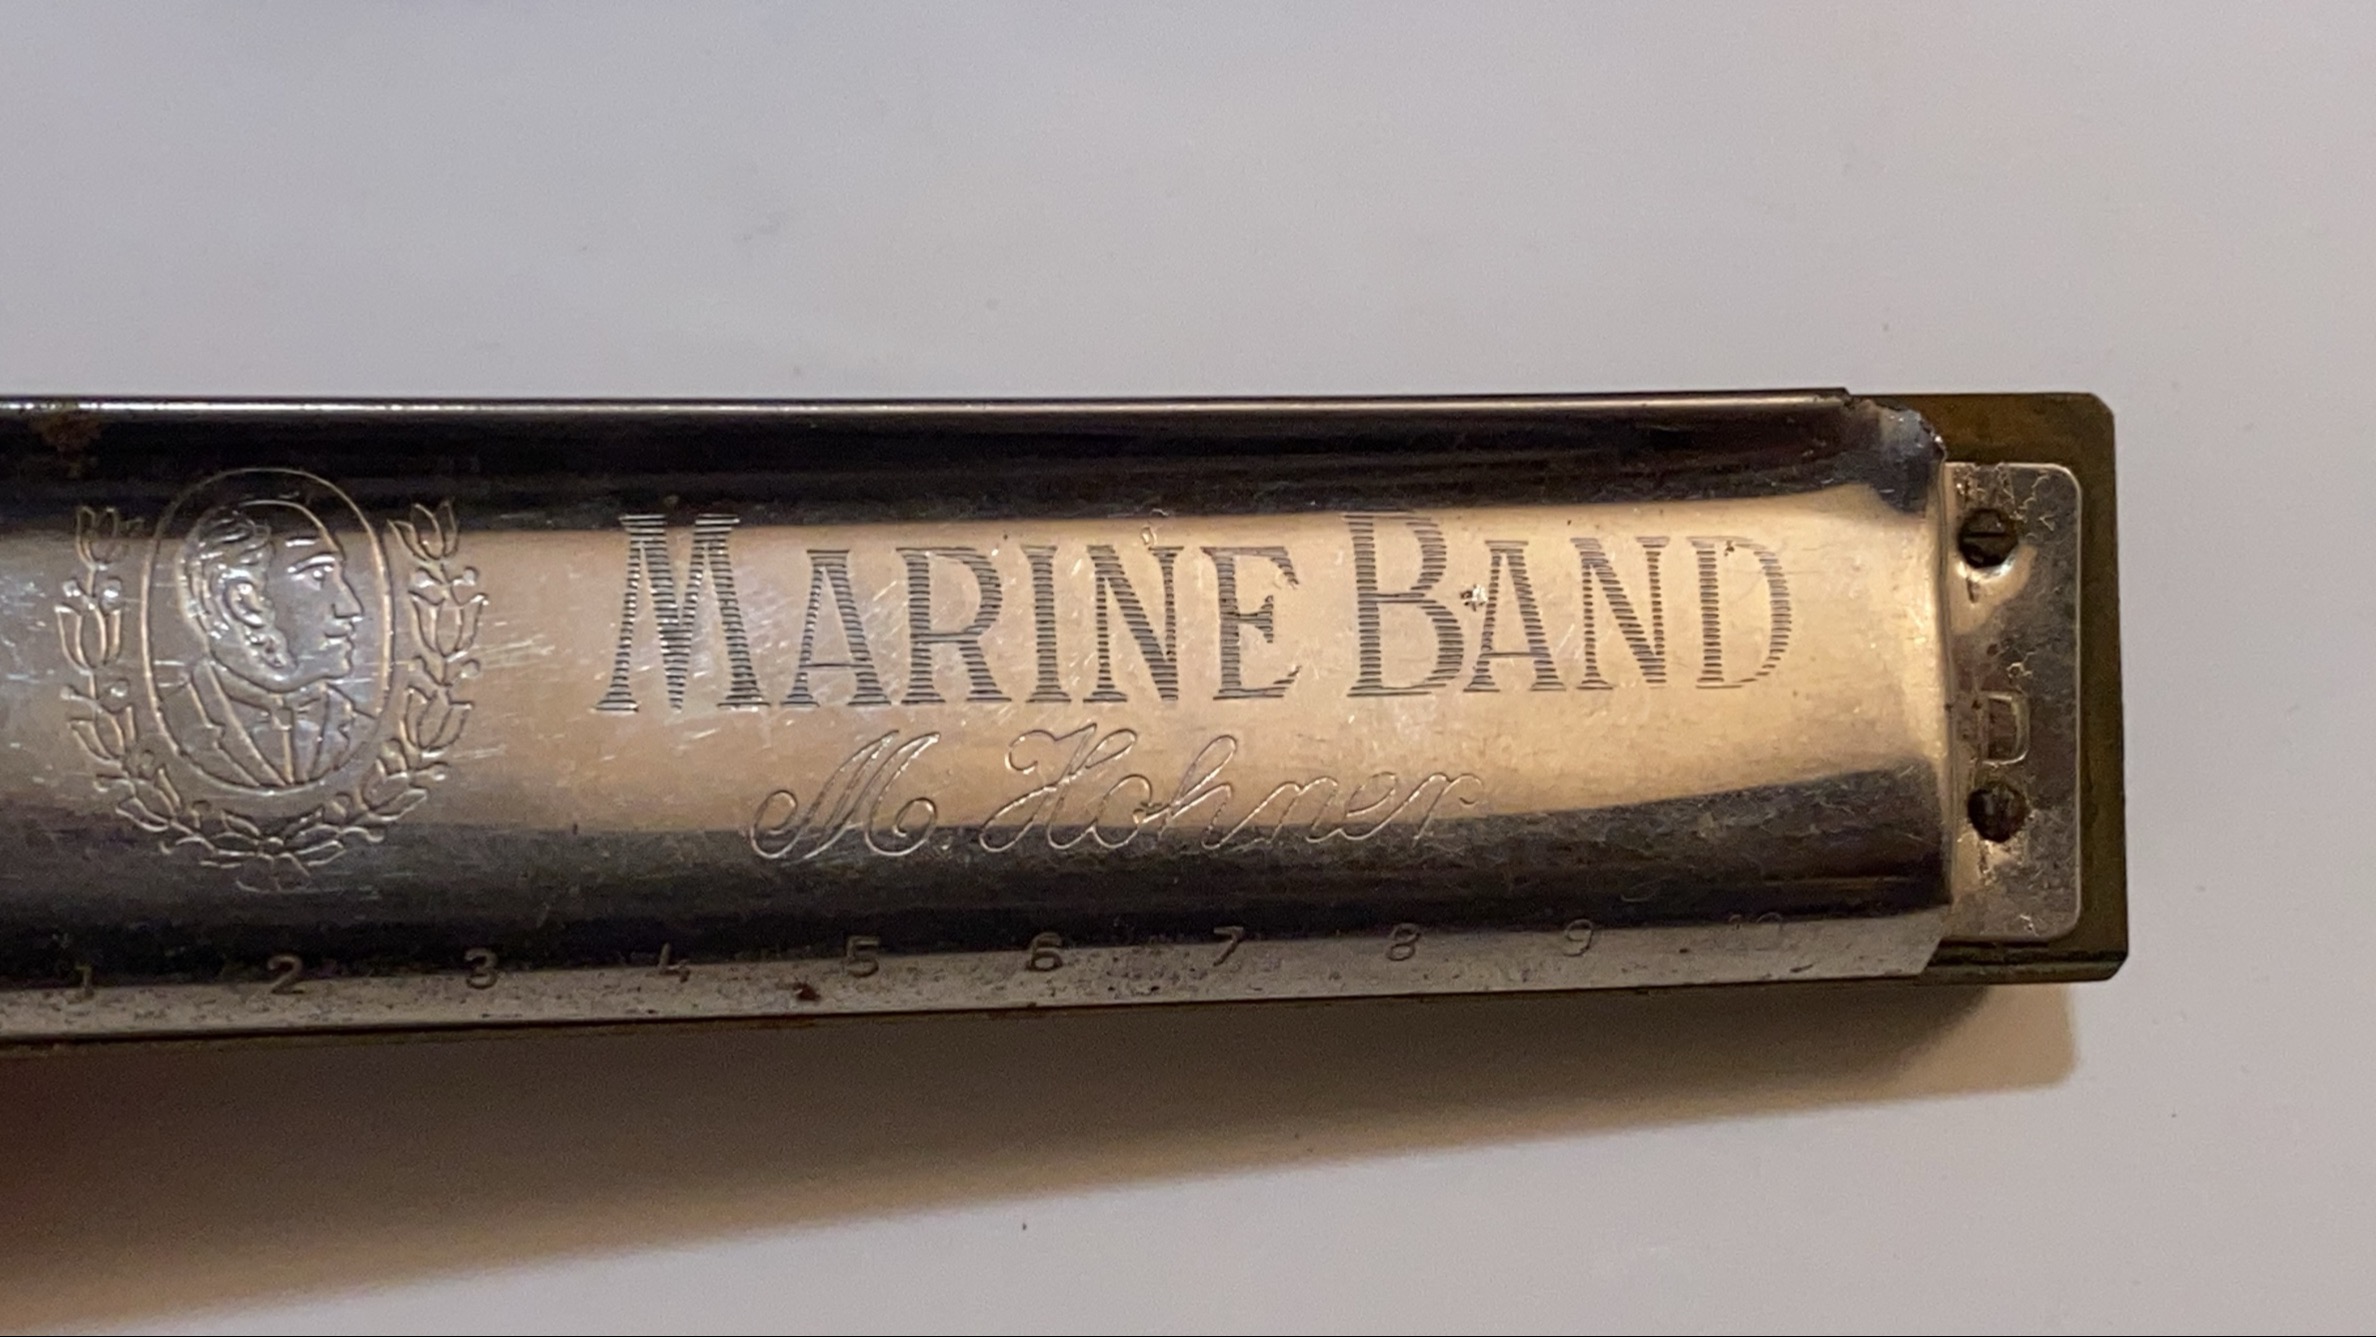 MARINE BAND
M. Hohner
D
1 2 3 4 5 6 7 8 9 10